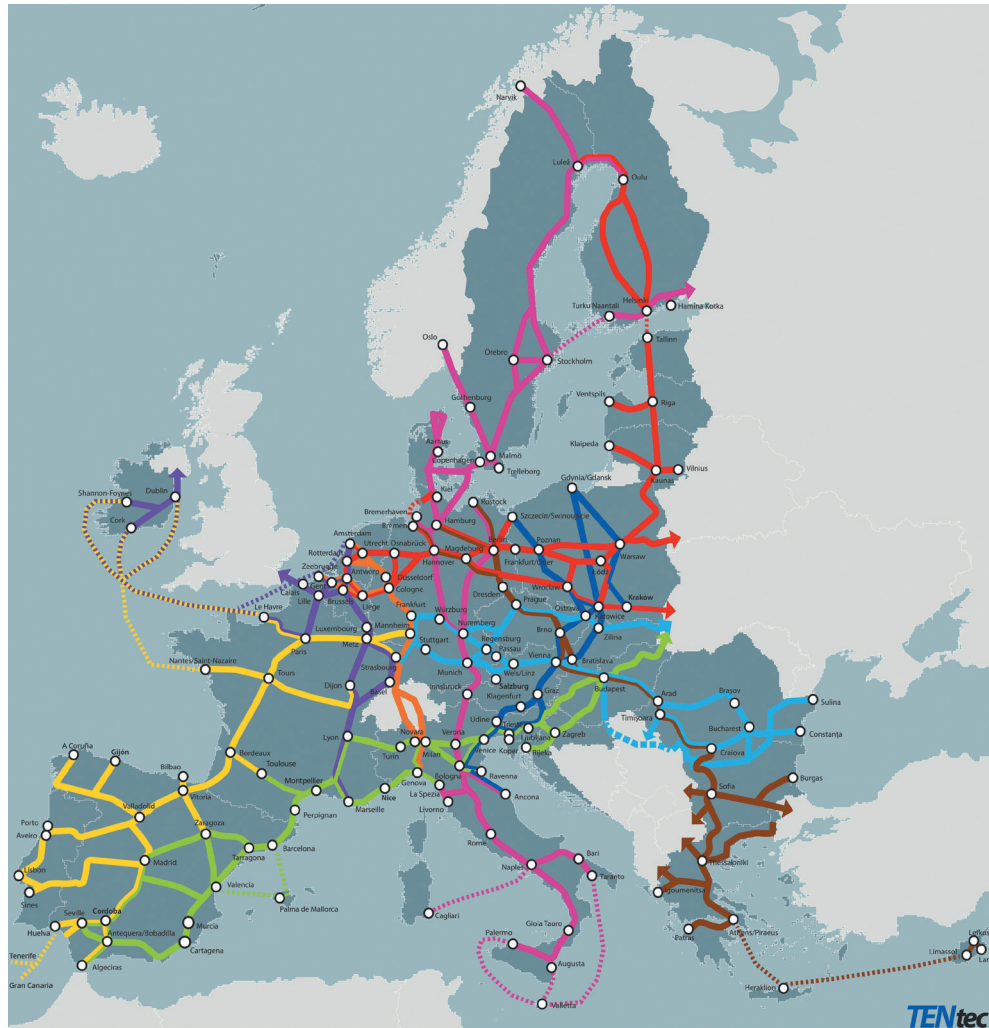 Narvik
Luleå
Oulu
Helsinki
Turku Naantali
Hamina Kotka
Tallinn
Oslo
Örebro
Stockholm
Ventspils
Riga
Gothenburg
Klaipeda
Aarhus
Copenhagen
Malmö
Trelleborg
Kaunas
Vilnius
Gdynia/Gdansk
Shannon-Foynes
Dublin
Cork
Kiel
Rostock
Bremerhaven
Bremen
Hamburg
Szczecin/Swinoujscie
Amsterdam
Utrecht
Osnabrück
Hannover
Magdeburg
Berlin
Frankfurt/Oder
Poznan
Warsaw
Rotterdam
Zeebrugge
Antwerp
Düsseldorf
Cologne
Łódz
Wrocław
Calais
Lille
Brussels
Liège
Dresden
Prague
Ostrava
Katowice
Kraków
Le Havre
Luxembourg
Frankfurt
Mannheim
Würzburg
Nuremberg
Brno
Zilina
Paris
Metz
Stuttgart
Regensburg
Passau
Strasbourg
Munich
Wels/Linz
Vienna
Bratislava
Nantes/Saint-Nazaire
Tours
Dijon
Basel
Innsbruck
Salzburg
Klagenfurt
Graz
Budapest
Arad
Timişoara
Braşov
Sulina
Bucharest
Constanţa
Craiova
Lyon
Novara
Milan
Turin
Verona
Udine
Venice
Koper
Ljubljana
Rijeka
Zagreb
A Coruña
Gijón
Bilbao
Vitoria
Bordeaux
Toulouse
Montpellier
Marseille
Nice
Genova
La Spezia
Livorno
Bologna
Ravenna
Ancona
Sofia
Burgas
Valladolid
Porto
Aveiro
Zaragoza
Perpignan
Barcelona
Tarragona
Madrid
Lisbon
Sines
Valencia
Palma de Mallorca
Rome
Naples
Bari
Taranto
Cagliari
Thessaloniki
Igoumenitsa
Patras
Athens/Piraeus
Seville
Cordoba
Huelva
Antequera/Bobadilla
Murcia
Cartagena
Algeciras
Tenerife
Gran Canaria
Gioia Tauro
Palermo
Augusta
Valletta
Heraklion
Lefkos
Limassol
Lar
TENtec